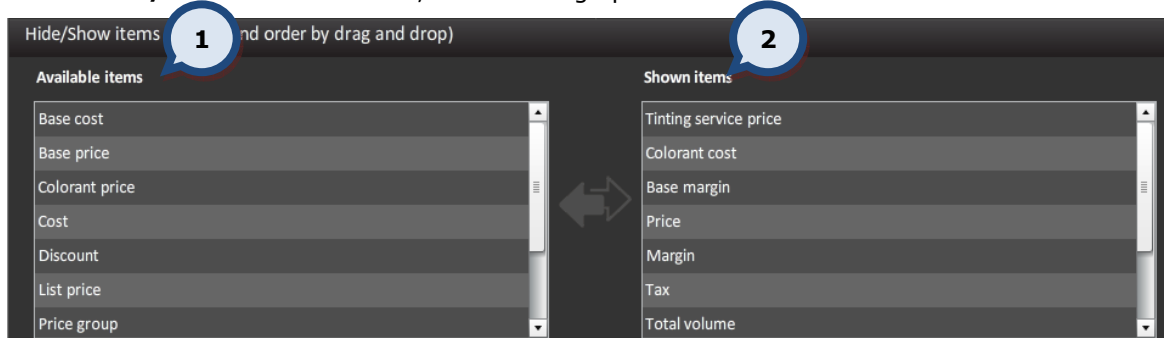 Hide/Show items nd order by drag and drop)
1
2
Available items
Shown items
Base cost
Base price
Colorant price
Cost
Discount
List price
Price group
Tinting service price
Colorant cost
Base margin
Price
Margin
Tax
Total volume